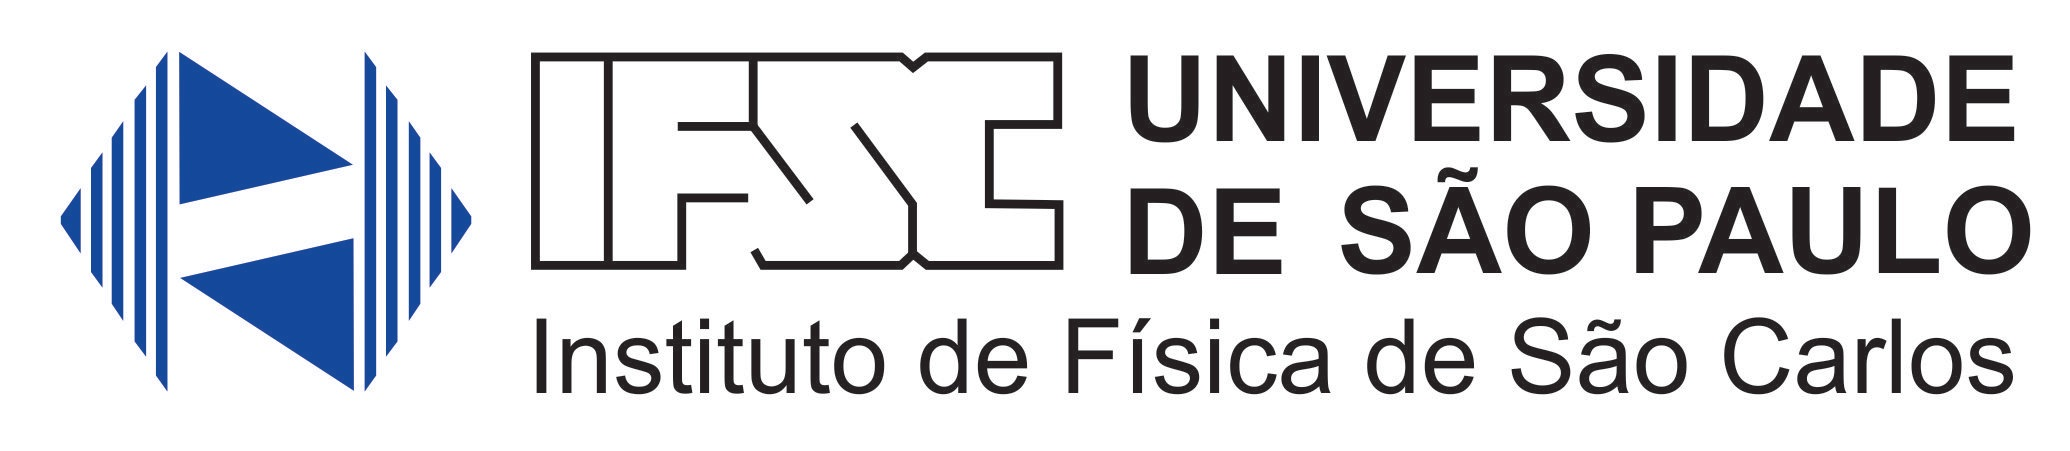 IFSC
UNIVERSIDADE
DE SÃO PAULO
Instituto de Física de São Carlos